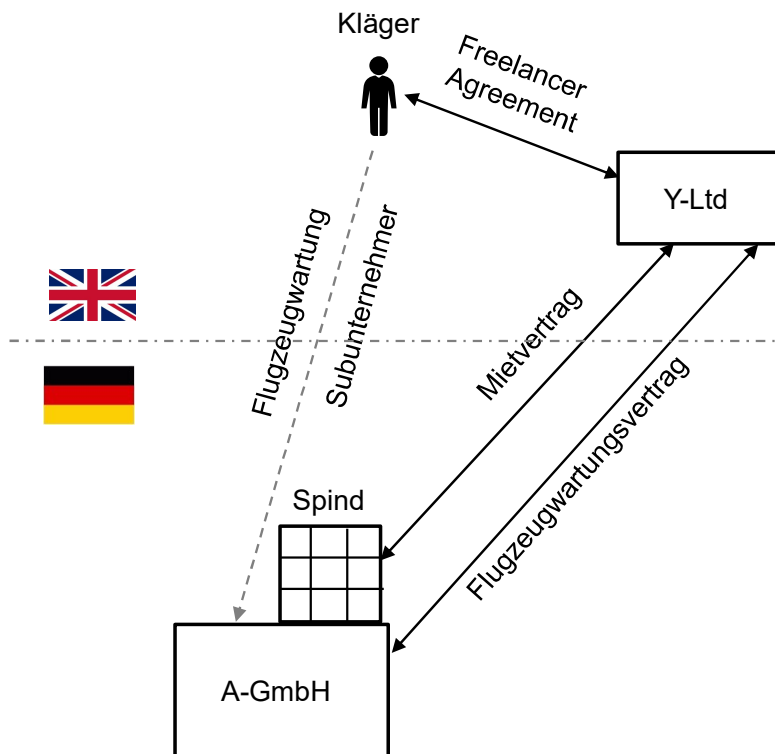 Kläger
Freelancer
Agreement
Y-Ltd
Flugzeugwartung
Subunternehmer
Mietvertrag
Flugzeugwartungsvertrag
Spind
A-GmbH